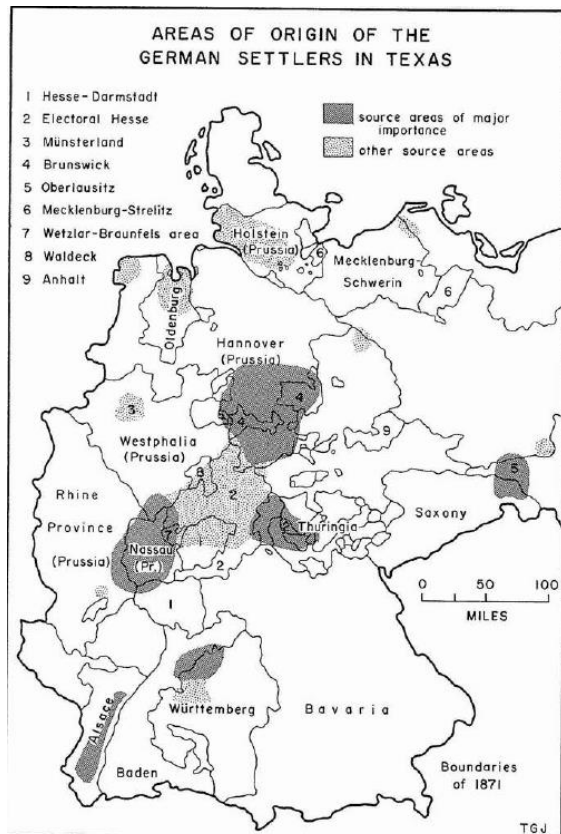 AREAS OF ORIGIN OF THE
GERMAN SETTLERS IN TEXAS
1 Hesse-Darmstadt
2 Electoral Hesse
3 Münsterland
4 Brunswick
5 Oberlausitz
6 Mecklenburg-Strelitz
7 Wetzlar-Braunfels area
8 Waldeck
9 Anhalt
source areas of major
importance
other source areas
Holstein
(Prussia)
6
Mecklenburg-
Schwerin
6
Oldenburg
Hannover
(Prussia)
4
3
4
9
Westphalia
(Prussia)
8
2
5
Rhine
Province
(Prussia)
7
Nassau
(Pr.)
2
Thuringia
Saxony
2
1
0 50 100
MILES
Württemberg
Bavaria
Alsace
Baden
Boundaries
of 1871
TGJ